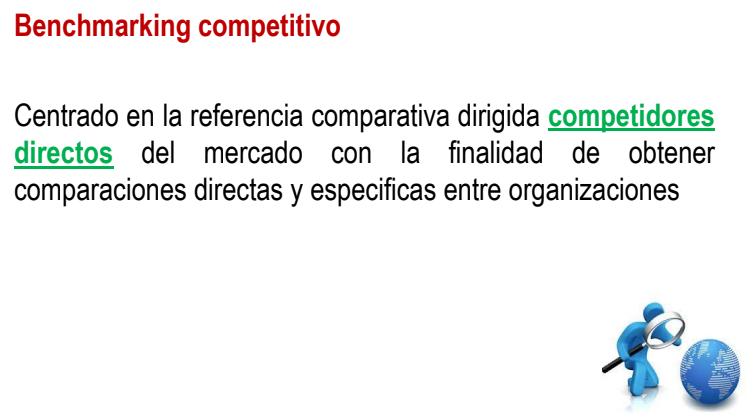 Benchmarking competitivo
Centrado en la referencia comparativa dirigida competidores
directos del mercado con la finalidad de obtener
comparaciones directas y especificas entre organizaciones